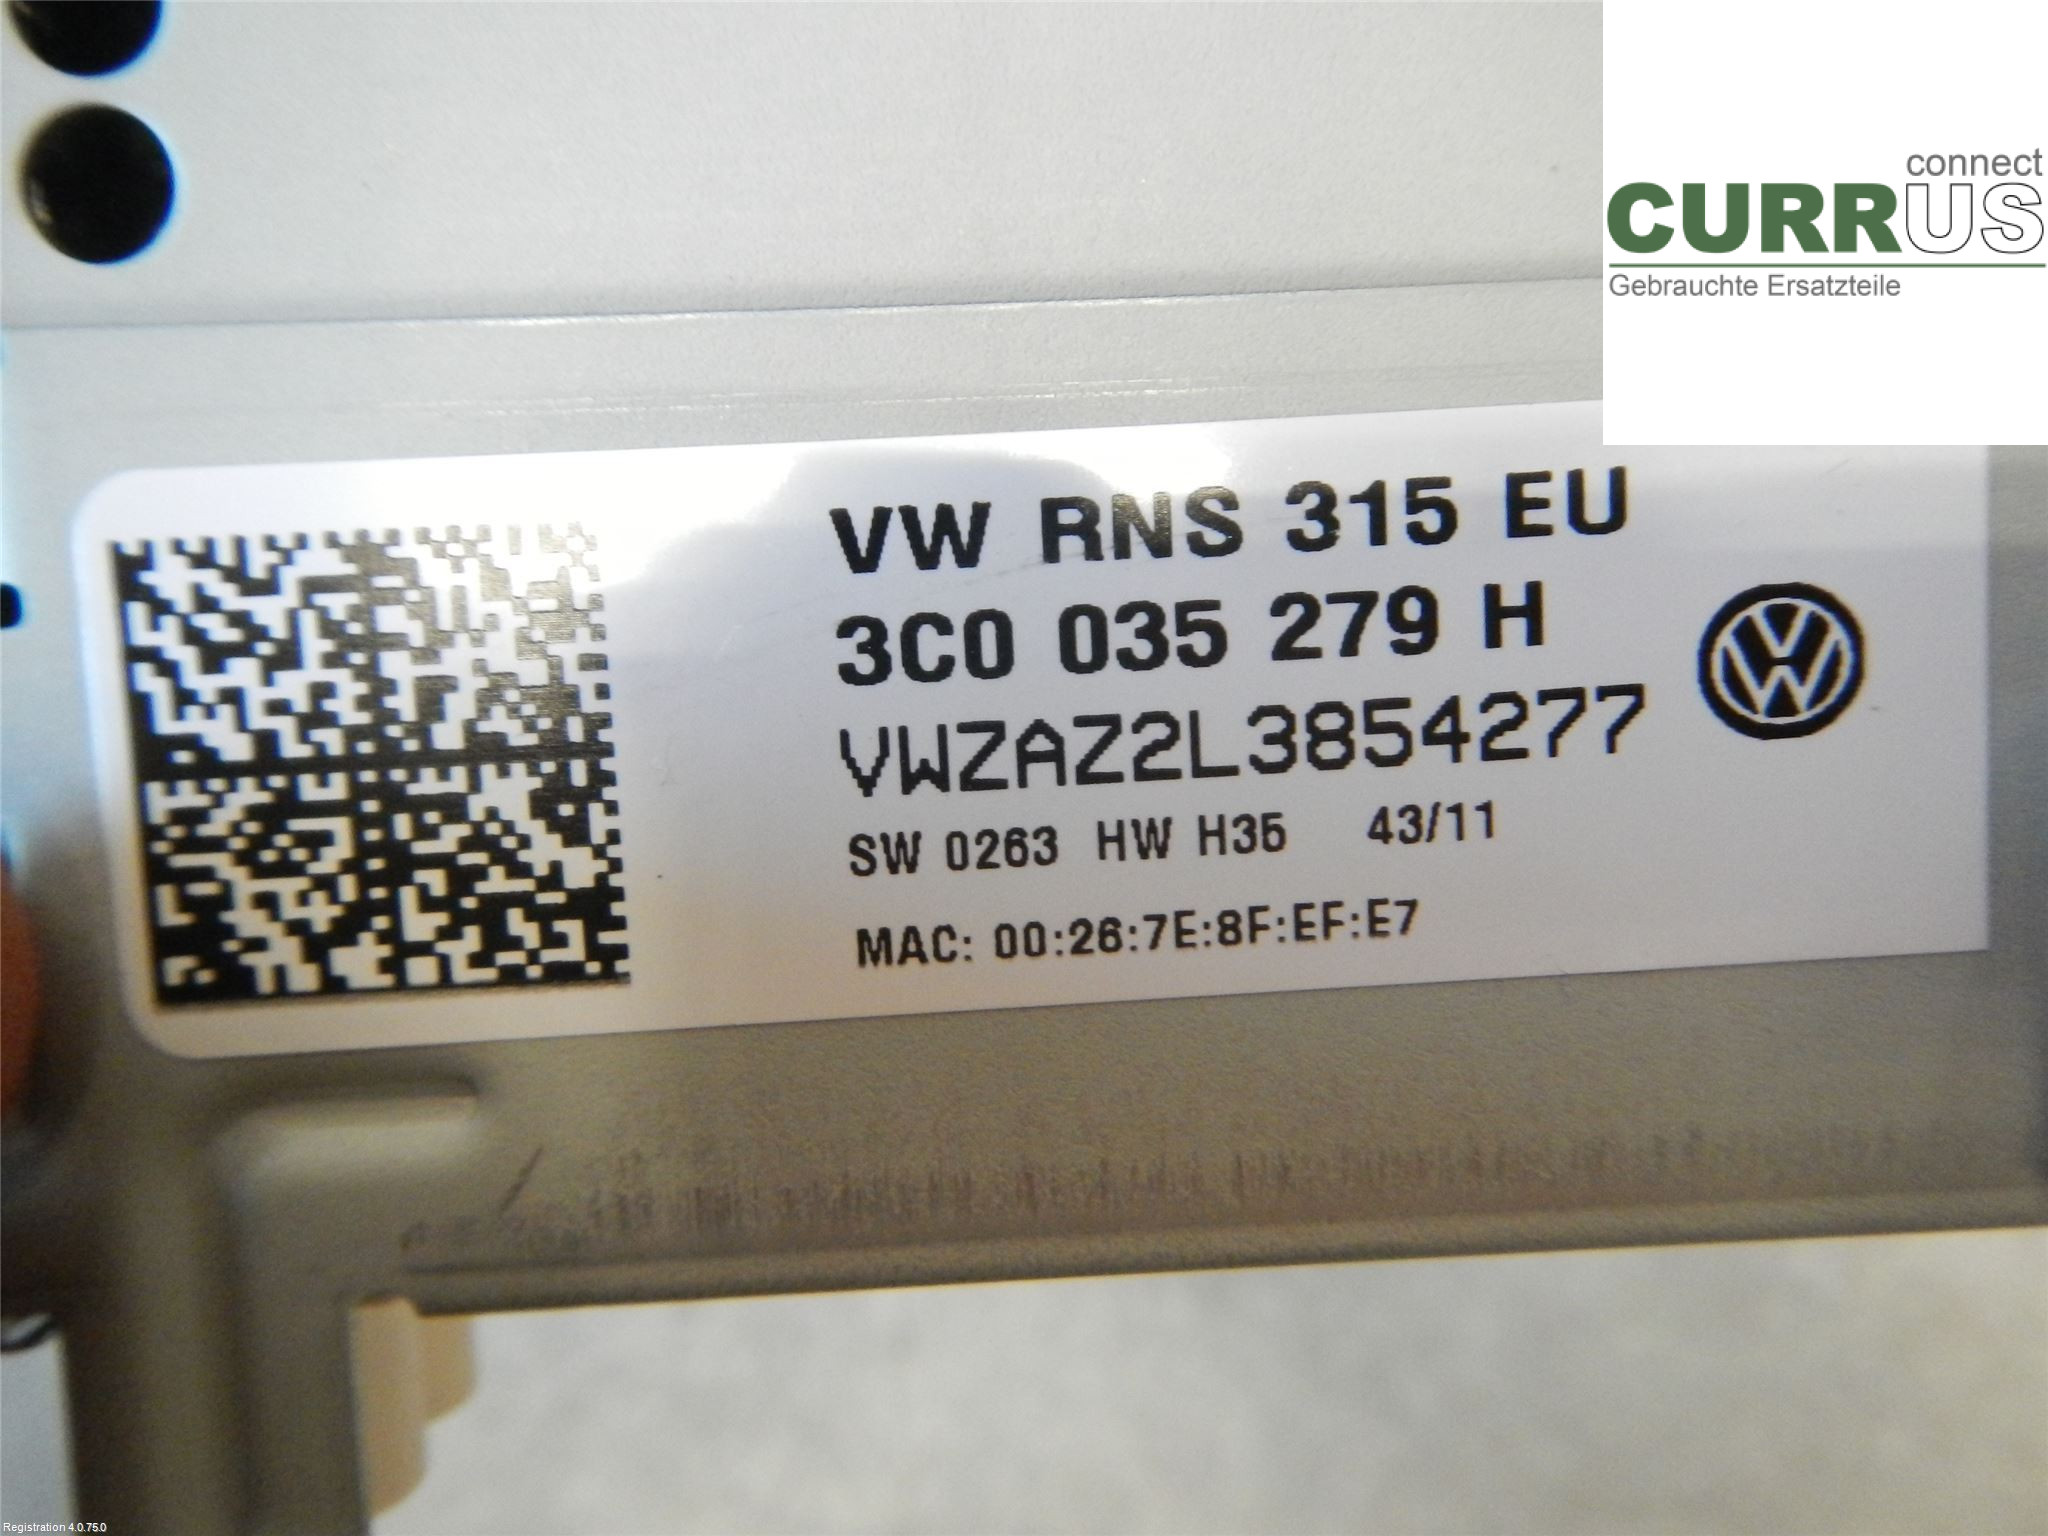 connect
CURRUS
Gebrauchte Ersatzteile
VW RNS 315 EU
3C0 035 279 H
VWZAZ2L3854277
SW 0263 HW H35 43/11
MAC: 00:26:7E:8F:EF:E7
Registration 4.0.75.0